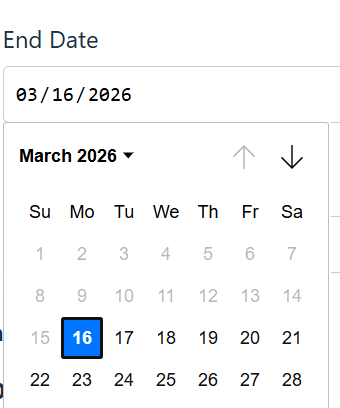 End Date
03/16/2026
March 2026
Su Mo Tu We Th Fr Sa
1 2 3 4 5 6 7
8 9 10 11 12 13 14
15 16 17 18 19 20 21
22 23 24 25 26 27 28